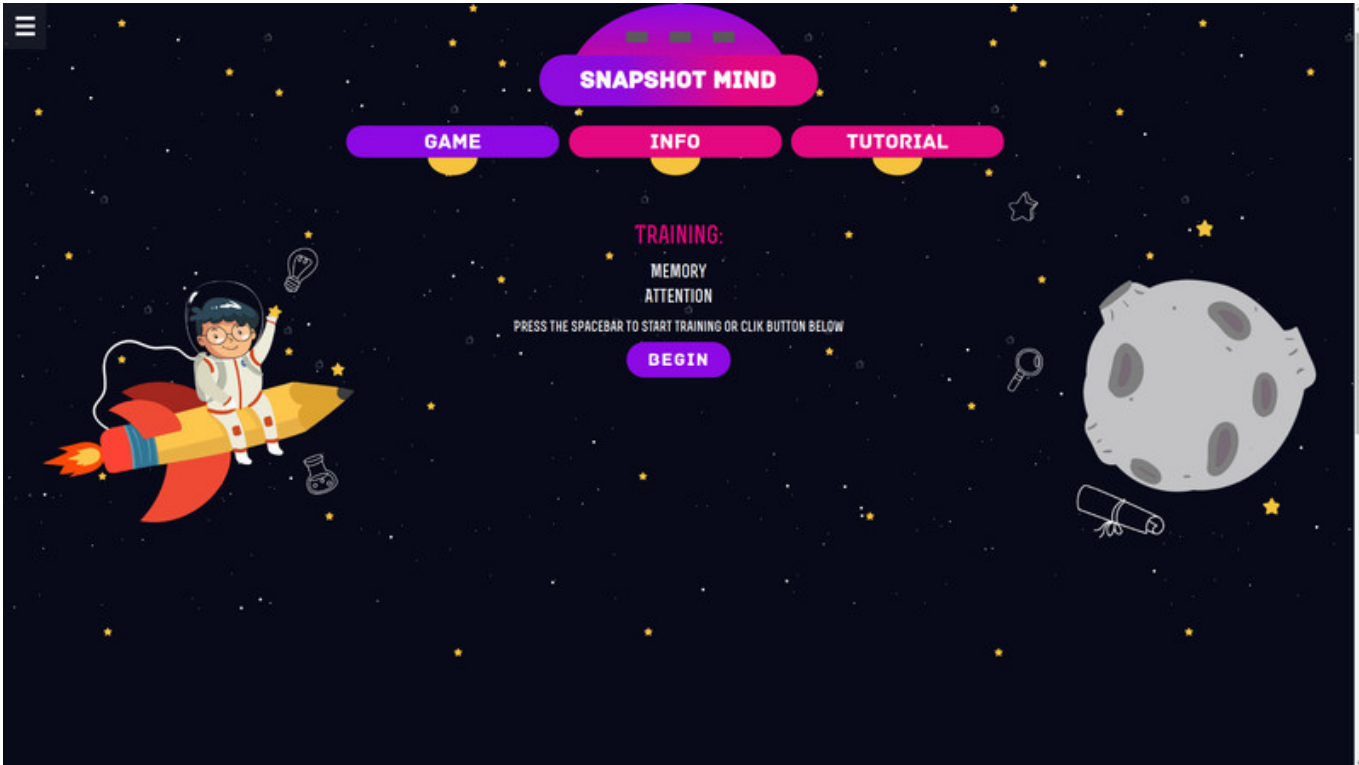 SNAPSHOT MIND
GAME INFO TUTORIAL
TRAINING:
MEMORY
ATTENTION
PRESS THE SPACEBAR TO START TRAINING OR CLIK BUTTON BELOW
BEGIN